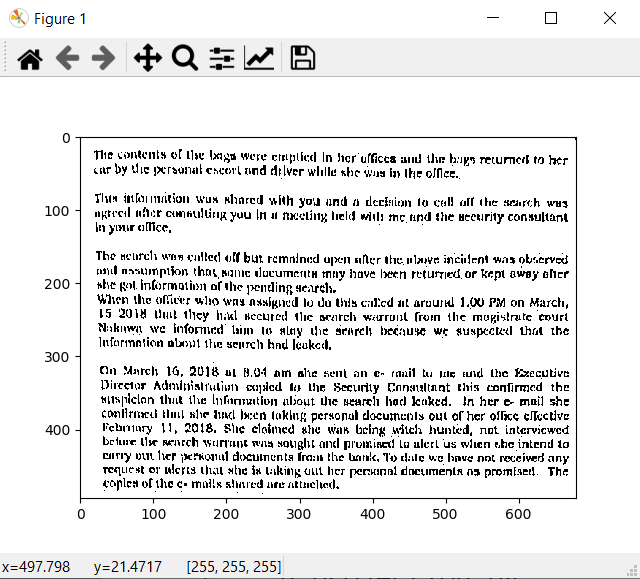 Figure 1
0
100
200
300
400
0 100 200 300 400 500 600
The contents of the bags were emptied in her offices and the bags returned to her
car by the personal escort and driver while she was in the office.
This information was shared with you and a decision to call off the search was
agreed after consulting you in a meeting held with me and the security consultant
in your office.
The search was called off but remained open after the above incident was observed
and assumption that some documents may have been returned or kept away after
she got information of the pending search.
When the officer who was assigned to do this called at around 1.00 PM on March,
15 2018 that they had secured the search warrant from the magistrate court
Nakawa we informed him to stay the search because we suspected that the
information about the search had leaked.
On March 16, 2018 at 8.04 am she sent an e- mail to me and the Executive
Director Administration copied to the Security Consultant this confirmed the
suspicion that the information about the search had leaked. In her e- mail she
confirmed that she had been taking personal documents out of her office effective
February 11, 2018. She claimed she was being witch hunted, not interviewed
before the search warrant was sought and promised to alert us when she intend to
carry out her personal documents from the bank. To date we have not received any
request or alerts that she is taking out her personal documents as promised. The
copies of the e- mails shared are attached.
x=497.798 y=21.4717 [255, 255, 255]